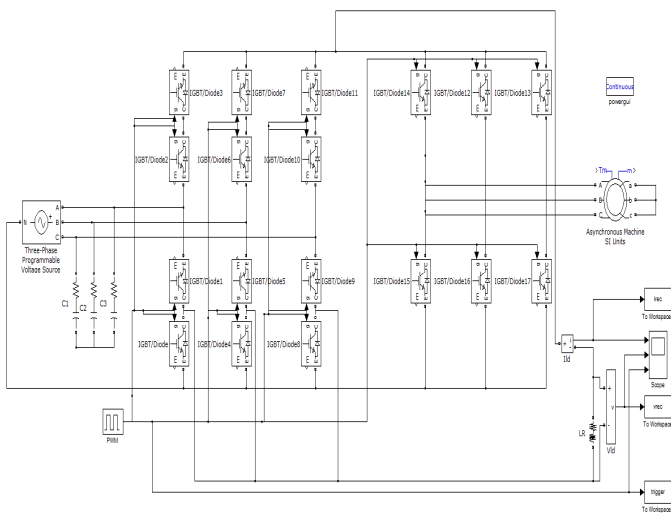 IGBT/Diode3
IGBT/Diode7
IGBT/Diode11
IGBT/Diode14
IGBT/Diode12
IGBT/Diode13
Continuous
powergui
IGBT/Diode2
IGBT/Diode6
IGBT/Diode10
>Tm
m>
A
B
C
a
b
c
Asynchronous Machine
SI Units
N
A
B
C
Three-Phase
Programmable
Voltage Source
C1
C2
C3
IGBT/Diode1
IGBT/Diode5
IGBT/Diode9
IGBT/Diode15
IGBT/Diode16
IGBT/Diode17
IGBT/Diode
IGBT/Diode4
IGBT/Diode8
PWM
Irec
To Workspace
Ild
Scope
vrec
To Workspace
LR
v
Vld
trigger
To Workspace